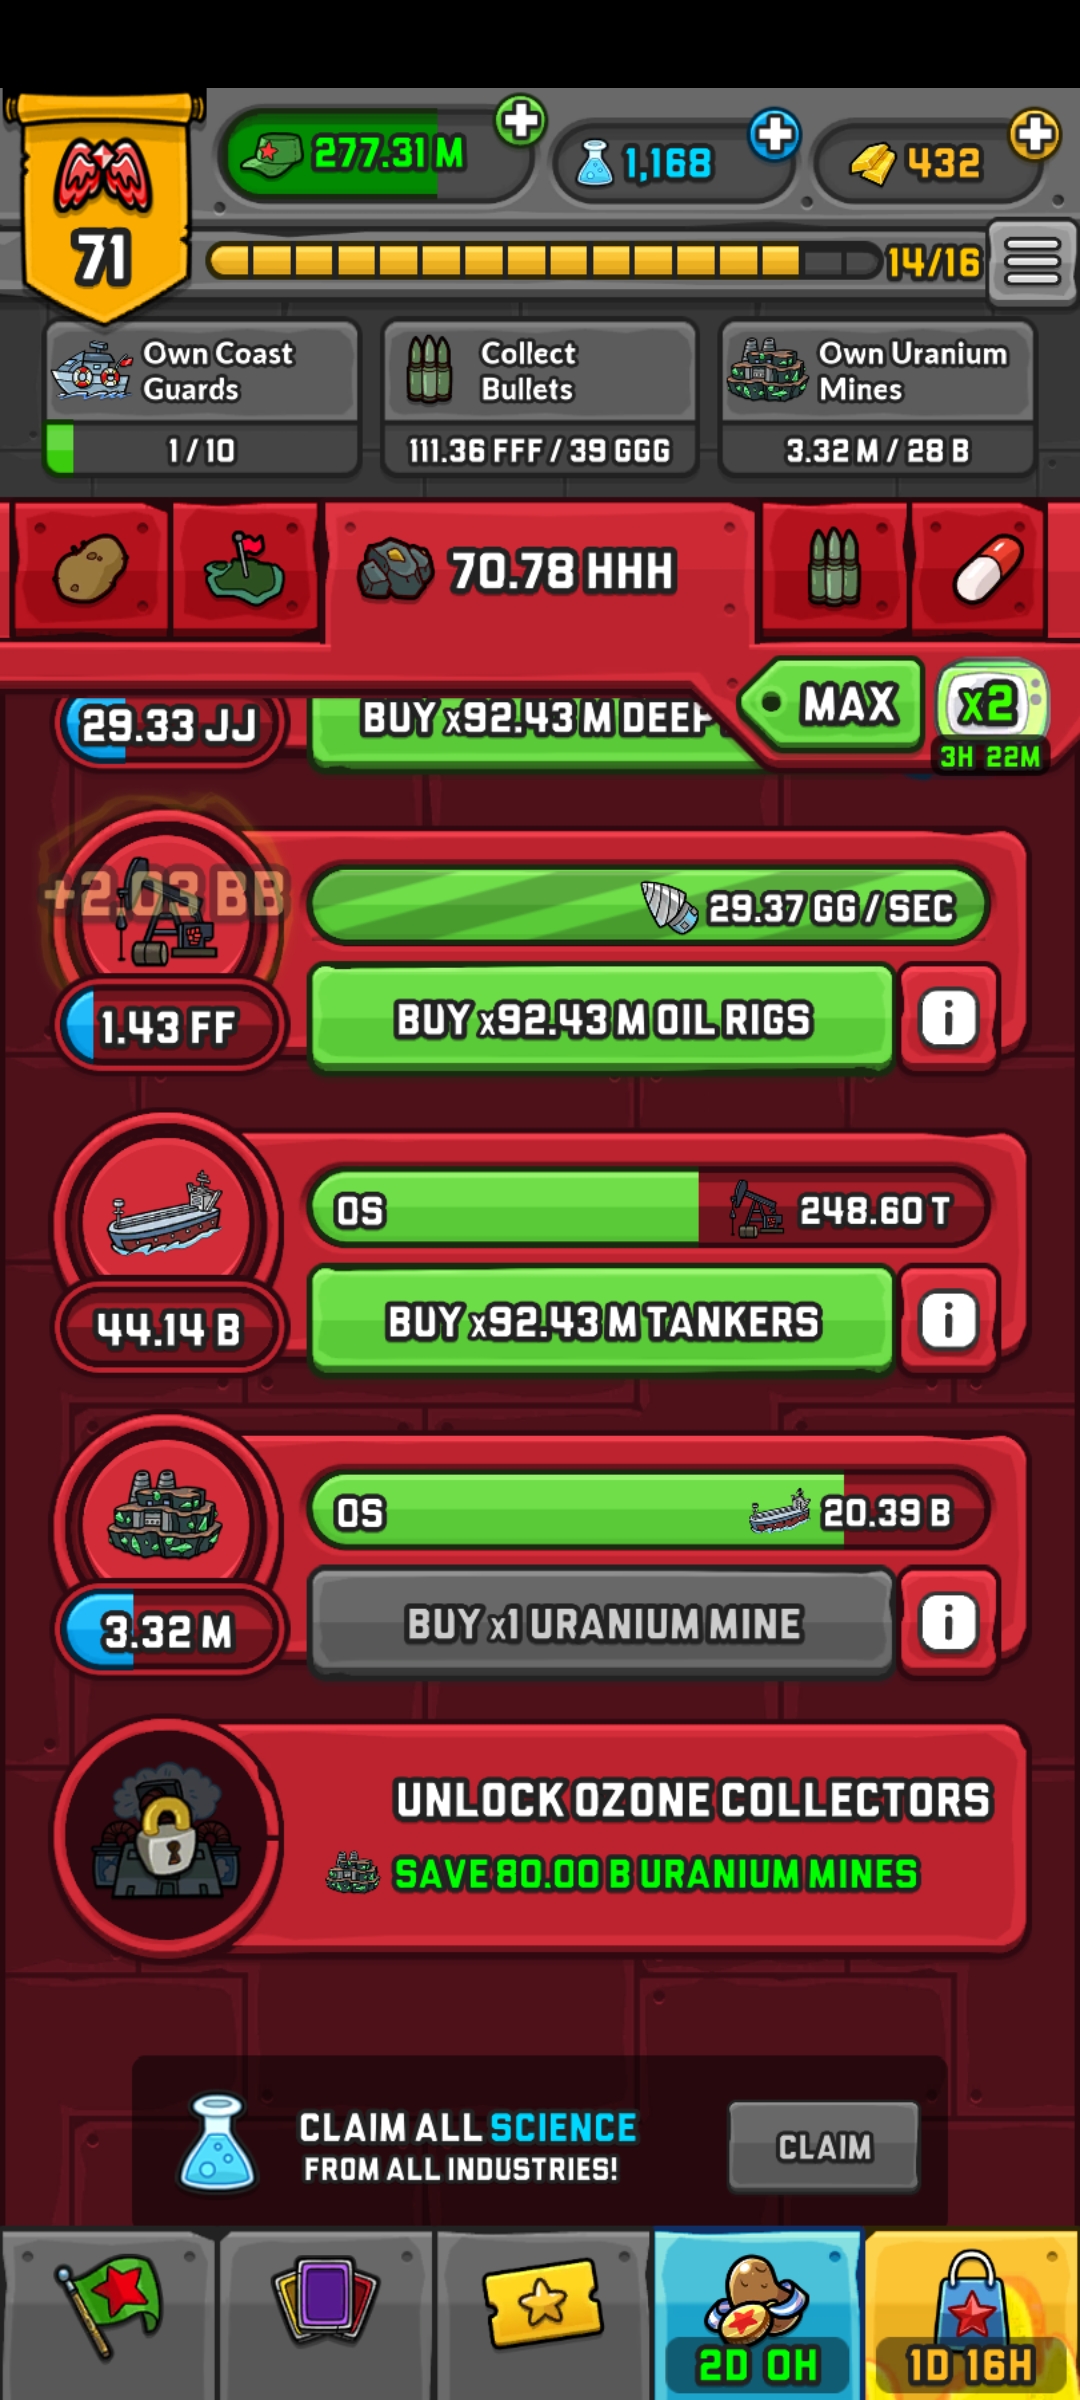 277.31 M
1,168
432
71
14/16
Own Coast
Guards
1 / 10
Collect
Bullets
111.36 FFF / 39 GGG
Own Uranium
Mines
3.32 M / 28 B
70.78 HHH
MAX
x2
3H 22M
29.33 JJ
BUY x92.43 M DEEP
+2.03 BB
29.37 GG / SEC
1.43 FF
BUY x92.43 M OIL RIGS
0S
248.60 T
44.14 B
BUY x92.43 M TANKERS
0S
20.39 B
3.32 M
BUY x1 URANIUM MINE
UNLOCK OZONE COLLECTORS
SAVE 80.00 B URANIUM MINES
CLAIM ALL SCIENCE
FROM ALL INDUSTRIES!
CLAIM
2D 0H
1D 16H